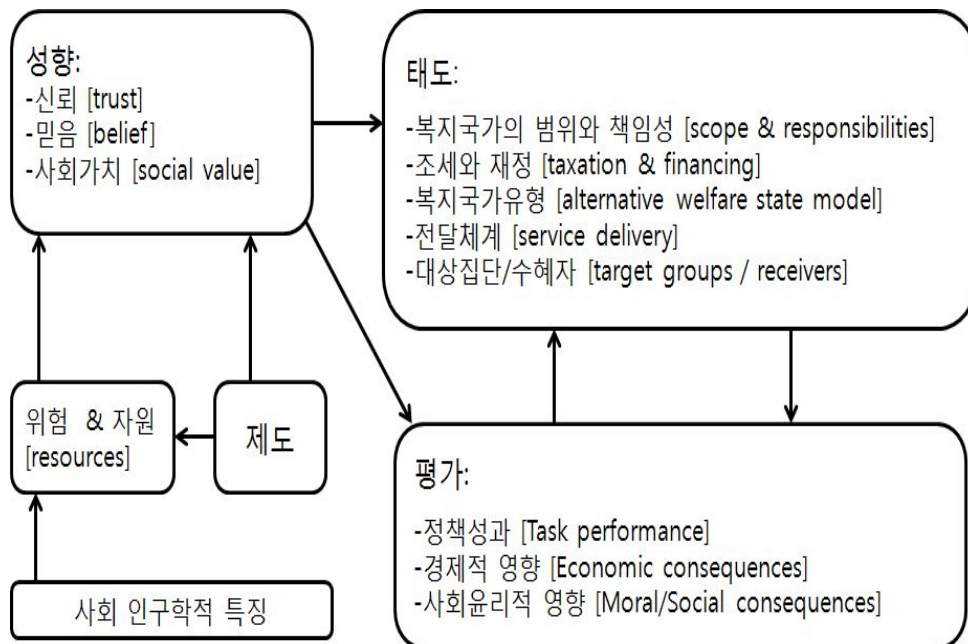 성향:
-신뢰 [trust]
-믿음 [belief]
-사회가치 [social value]
태도:
-복지국가의 범위와 책임성 [scope & responsibilities]
-조세와 재정 [taxation & financing]
-복지국가유형 [alternative welfare state model]
-전달체계 [service delivery]
-대상집단/수혜자 [target groups / receivers]
위험 & 자원
[resources]
제도
평가:
-정책성과 [Task performance]
-경제적 영향 [Economic consequences]
-사회윤리적 영향 [Moral/Social consequences]
사회 인구학적 특징